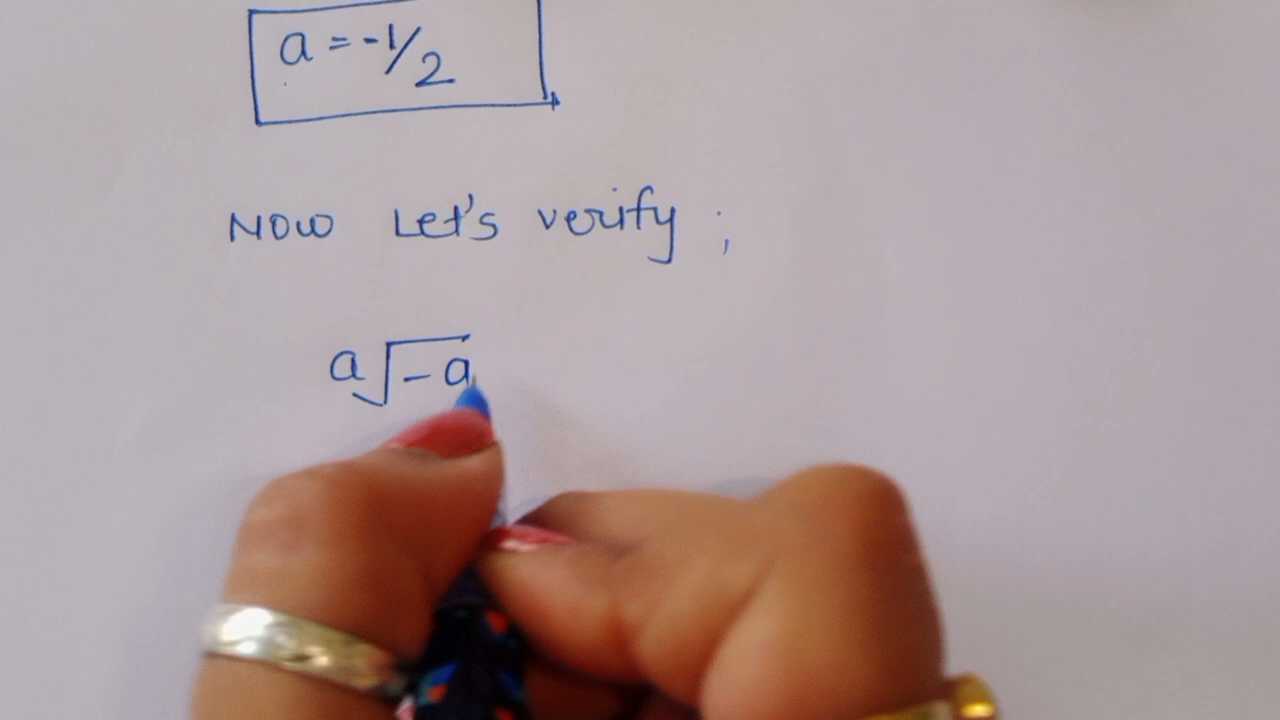 a = -1/2
Now Let's verify ;
a√-a